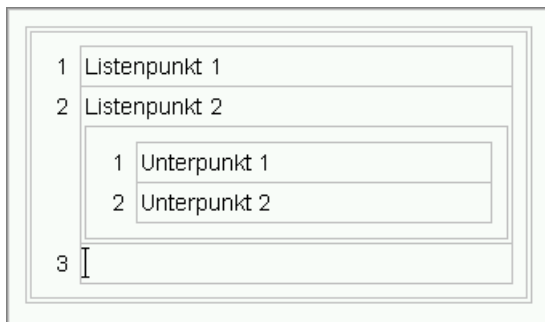 1 Listenpunkt 1
2 Listenpunkt 2
1 Unterpunkt 1
2 Unterpunkt 2
3